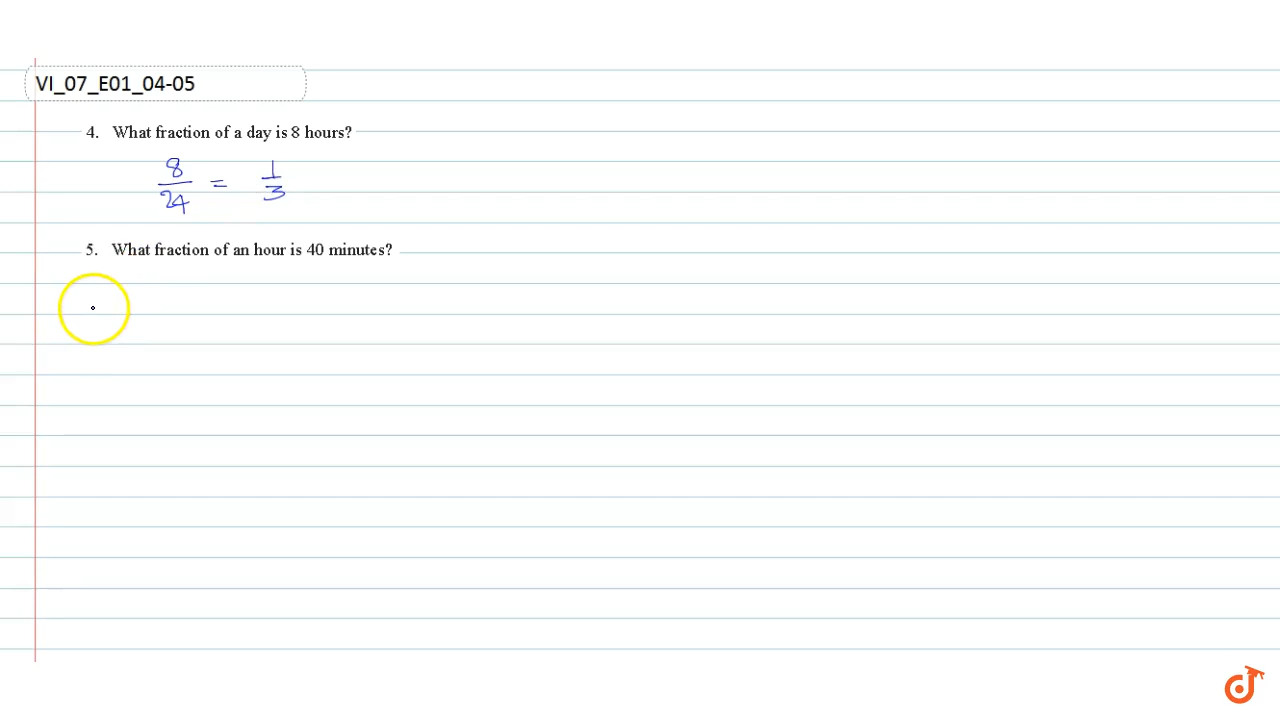 VI_07_E01_04-05
4. What fraction of a day is 8 hours?
8/24 = 1/3
5. What fraction of an hour is 40 minutes?